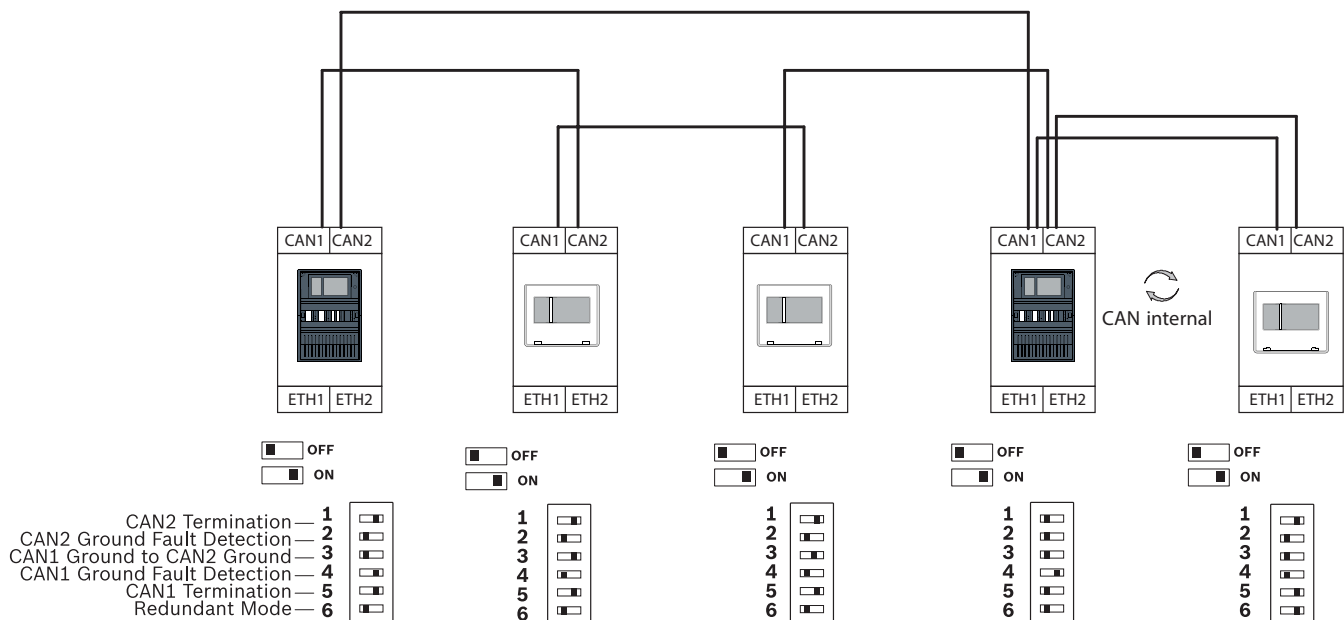 CAN1 CAN2 CAN1 CAN2 CAN1 CAN2 CAN1 CAN2 CAN1 CAN2
CAN internal
ETH1 ETH2 ETH1 ETH2 ETH1 ETH2 ETH1 ETH2 ETH1 ETH2
OFF OFF OFF OFF OFF
ON ON ON ON ON
CAN2 Termination — 1 1 1 1 1
CAN2 Ground Fault Detection — 2 2 2 2 2
CAN1 Ground to CAN2 Ground — 3 3 3 3 3
CAN1 Ground Fault Detection — 4 4 4 4 4
CAN1 Termination — 5 5 5 5 5
Redundant Mode — 6 6 6 6 6